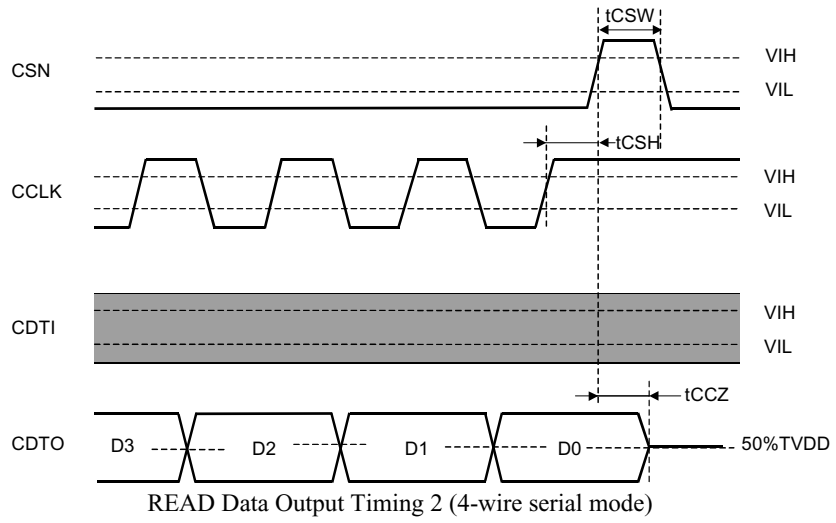 tCSW
CSN
VIH
VIL
tCSH
CCLK
VIH
VIL
CDTI
VIH
VIL
tCCZ
CDTO
D3
D2
D1
D0
50%TVDD
READ Data Output Timing 2 (4-wire serial mode)